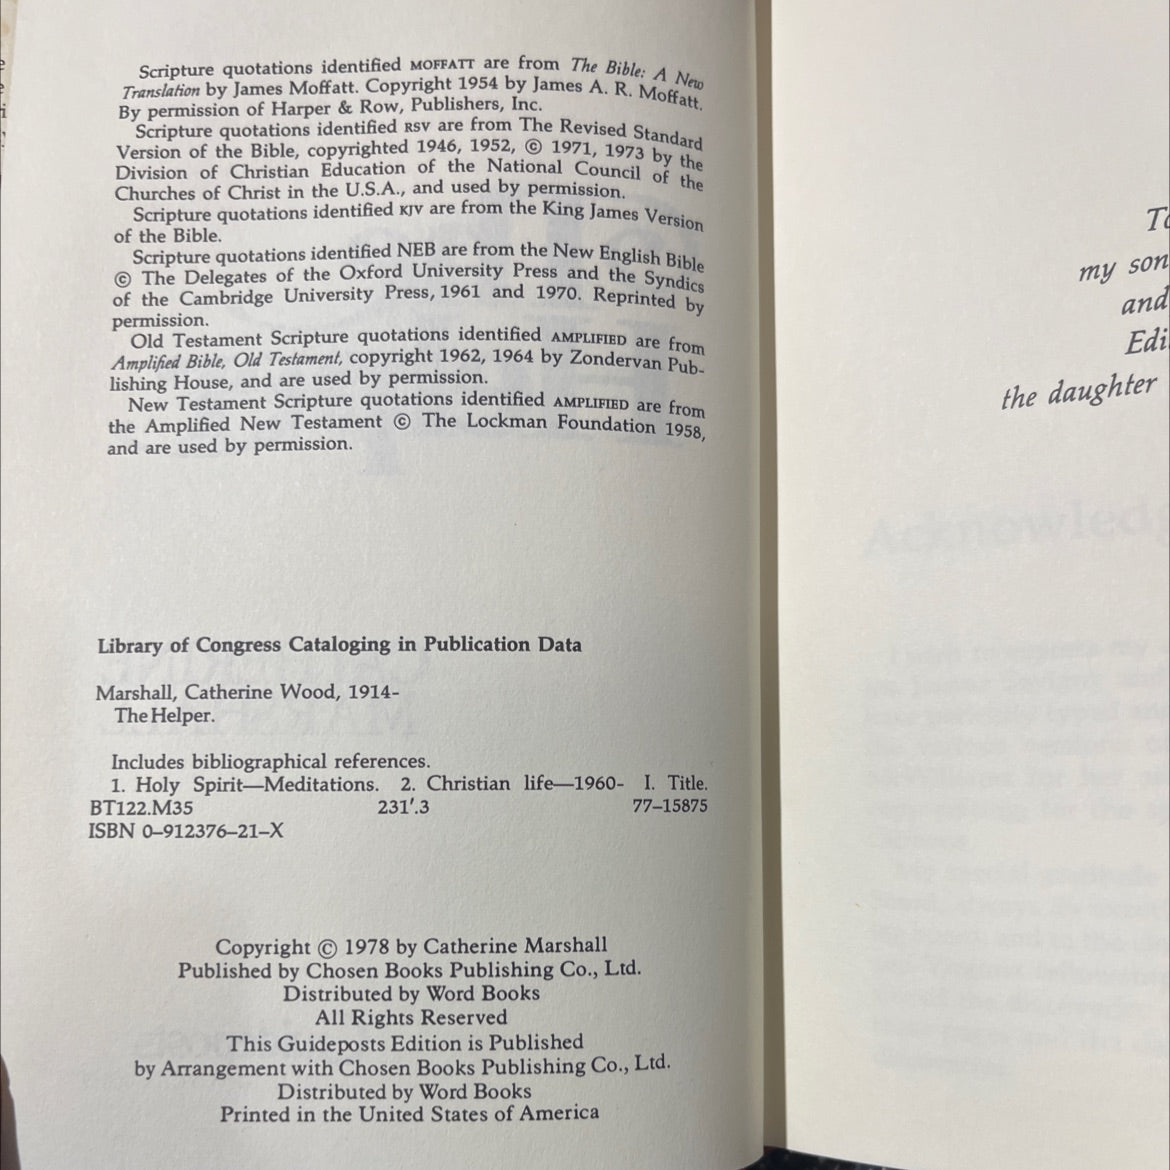 Scripture quotations identified MOFFATT are from The Bible: A New
Translation by James Moffatt. Copyright 1954 by James A. R. Moffatt.
By permission of Harper & Row, Publishers, Inc.
Scripture quotations identified RSV are from The Revised Standard
Version of the Bible, copyrighted 1946, 1952, © 1971, 1973 by the
Division of Christian Education of the National Council of the
Churches of Christ in the U.S.A., and used by permission.
Scripture quotations identified KJV are from the King James Version
of the Bible.
Scripture quotations identified NEB are from the New English Bible
© The Delegates of the Oxford University Press and the Syndics
of the Cambridge University Press, 1961 and 1970. Reprinted by
permission.
Old Testament Scripture quotations identified AMPLIFIED are from
Amplified Bible, Old Testament, copyright 1962, 1964 by Zondervan Pub-
lishing House, and are used by permission.
New Testament Scripture quotations identified AMPLIFIED are from
the Amplified New Testament © The Lockman Foundation 1958,
and are used by permission.
Library of Congress Cataloging in Publication Data
Marshall, Catherine Wood, 1914-
The Helper.
Includes bibliographical references.
1. Holy Spirit—Meditations. 2. Christian life—1960- I. Title.
BT122.M35 231'.3 77–15875
ISBN 0–912376–21–X
Copyright © 1978 by Catherine Marshall
Published by Chosen Books Publishing Co., Ltd.
Distributed by Word Books
All Rights Reserved
This Guideposts Edition is Published
by Arrangement with Chosen Books Publishing Co., Ltd.
Distributed by Word Books
Printed in the United States of America
my son
and
Edi
the daughter